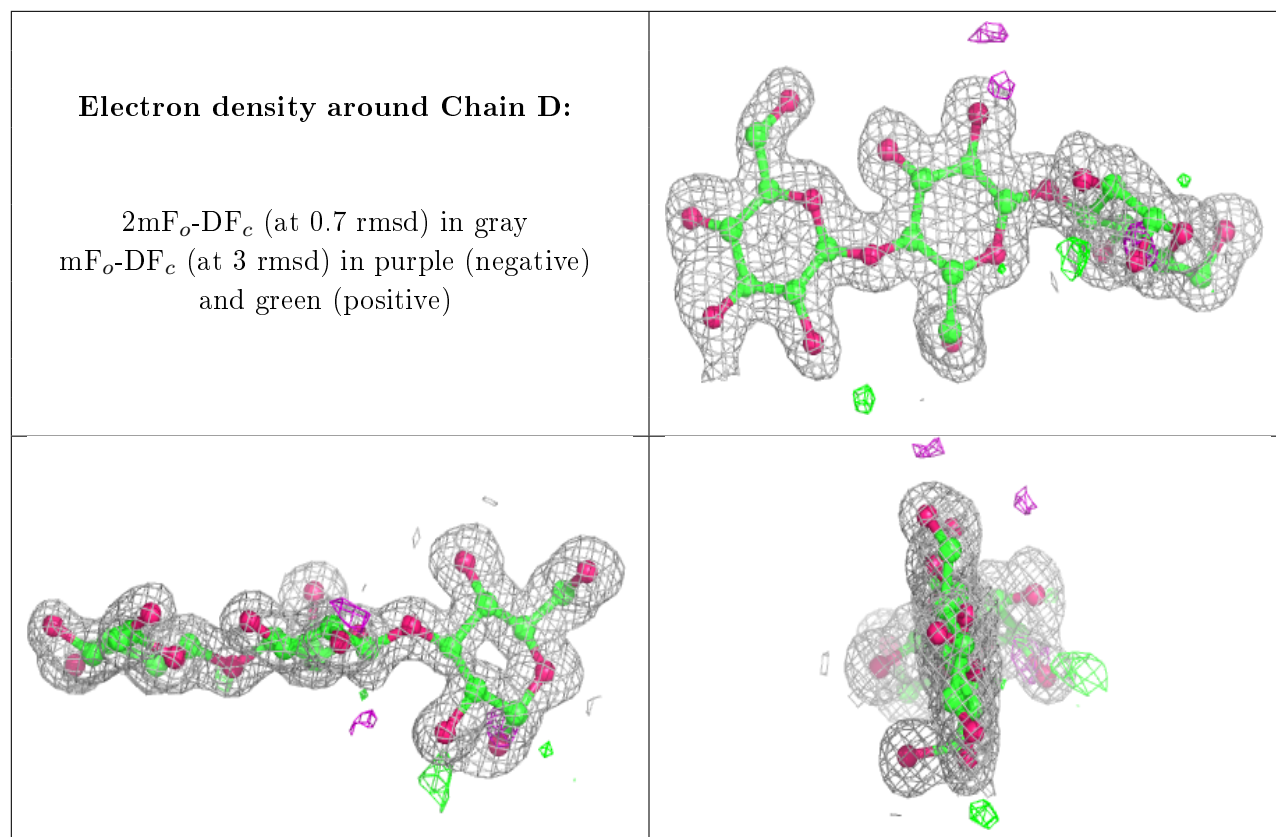 Electron density around Chain D:
2mFₒ-DF𝒸 (at 0.7 rmsd) in gray
mFₒ-DF𝒸 (at 3 rmsd) in purple (negative)
and green (positive)